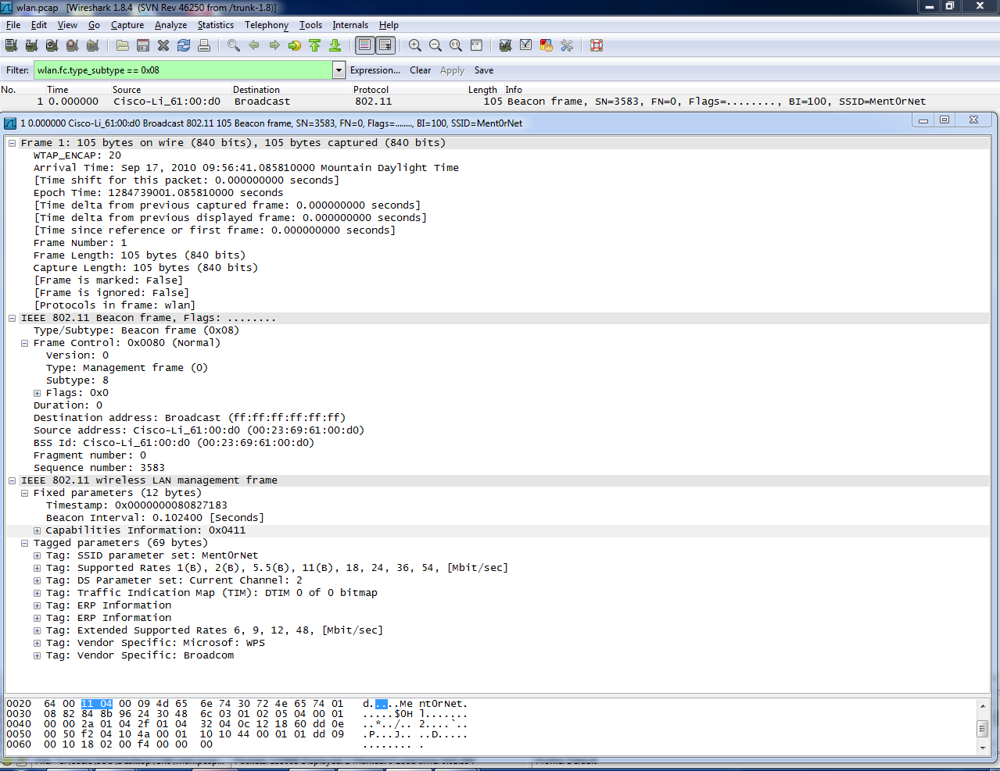 wlan.pcap [Wireshark 1.8.4 (SVN Rev 46250 from /trunk-1.8)]
File Edit View Go Capture Analyze Statistics Telephony Tools Internals Help
Filter: wlan.fc.type_subtype == 0x08 Expression... Clear Apply Save
No. Time Source Destination Protocol Length Info
1 0.000000 Cisco-Li_61:00:d0 Broadcast 802.11 105 Beacon frame, SN=3583, FN=0, Flags=........, BI=100, SSID=Ment0rNet
1 0.000000 Cisco-Li_61:00:d0 Broadcast 802.11 105 Beacon frame, SN=3583, FN=0, Flags=........, BI=100, SSID=Ment0rNet
Frame 1: 105 bytes on wire (840 bits), 105 bytes captured (840 bits)
WTAP_ENCAP: 20
Arrival Time: Sep 17, 2010 09:56:41.085810000 Mountain Daylight Time
[Time shift for this packet: 0.000000000 seconds]
Epoch Time: 1284739001.085810000 seconds
[Time delta from previous captured frame: 0.000000000 seconds]
[Time delta from previous displayed frame: 0.000000000 seconds]
[Time since reference or first frame: 0.000000000 seconds]
Frame Number: 1
Frame Length: 105 bytes (840 bits)
Capture Length: 105 bytes (840 bits)
[Frame is marked: False]
[Frame is ignored: False]
[Protocols in frame: wlan]
IEEE 802.11 Beacon frame, Flags: ........
Type/Subtype: Beacon frame (0x08)
Frame Control: 0x0080 (Normal)
Version: 0
Type: Management frame (0)
Subtype: 8
Flags: 0x0
Duration: 0
Destination address: Broadcast (ff:ff:ff:ff:ff:ff)
Source address: Cisco-Li_61:00:d0 (00:23:69:61:00:d0)
BSS Id: Cisco-Li_61:00:d0 (00:23:69:61:00:d0)
Fragment number: 0
Sequence number: 3583
IEEE 802.11 wireless LAN management frame
Fixed parameters (12 bytes)
Timestamp: 0x0000000080827183
Beacon Interval: 0.102400 [Seconds]
Capabilities Information: 0x0411
Tagged parameters (69 bytes)
Tag: SSID parameter set: Ment0rNet
Tag: Supported Rates 1(B), 2(B), 5.5(B), 11(B), 18, 24, 36, 54, [Mbit/sec]
Tag: DS Parameter set: Current Channel: 2
Tag: Traffic Indication Map (TIM): DTIM 0 of 0 bitmap
Tag: ERP Information
Tag: ERP Information
Tag: Extended Supported Rates 6, 9, 12, 48, [Mbit/sec]
Tag: Vendor Specific: Microsof: WPS
Tag: Vendor Specific: Broadcom
0020 64 00 11 04 00 09 4d 65 6e 74 30 72 4e 65 74 01 d.....Me nt0rNet.
0030 08 82 84 8b 96 24 30 48 6c 03 01 02 05 04 00 01 .....$0H l.......
0040 00 00 2a 01 04 2f 01 04 32 04 0c 12 18 60 dd 0e ..*../.. 2....`..
0050 00 50 f2 04 10 4a 00 01 10 10 44 00 01 01 dd 09 .P...J.. ..D.....
0060 00 10 18 02 00 f4 00 00 00 ........ .